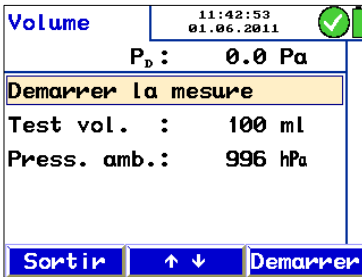 Volume
11:42:53
01.06.2011
P_D: 0.0 Pa
Demarrer la mesure
Test vol. : 100 ml
Press. amb.: 996 hPa
Sortir ↑ ↓ Demarrer